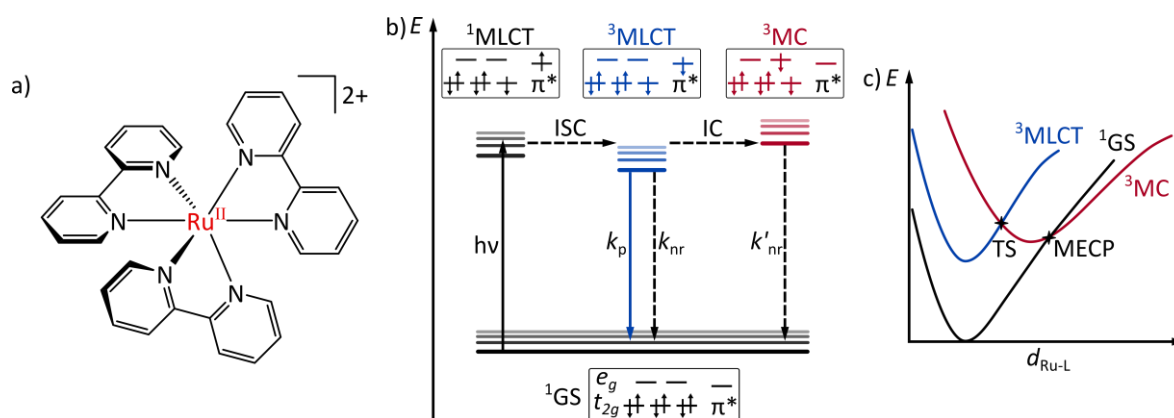 a)
2+
N
N
N
N
N
N
Ru^II
b) E
¹MLCT
³MLCT
³MC
π*
π*
π*
ISC
IC
hν
k_p
k_nr
k'_nr
¹GS
e_g
t_2g
π*
c) E
³MLCT
¹GS
³MC
TS
MECP
d_Ru-L